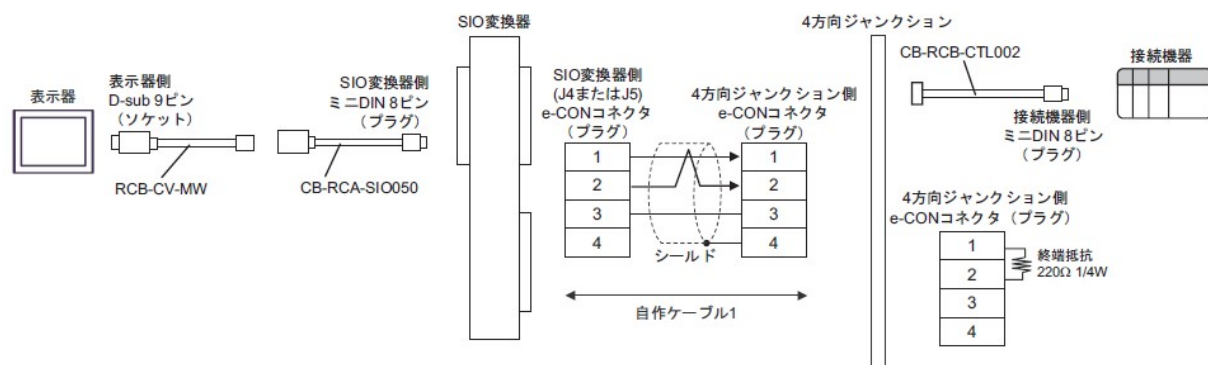 表示器
表示器側
D-sub 9ピン
（ソケット）
RCB-CV-MW
SIO変換器側
ミニDIN 8ピン
（プラグ）
CB-RCA-SIO050
SIO変換器
SIO変換器側
(J4またはJ5)
e-CONコネクタ
（プラグ）
1
2
3
4
シールド
自作ケーブル1
4方向ジャンクション側
e-CONコネクタ
（プラグ）
1
2
3
4
4方向ジャンクション
CB-RCB-CTL002
接続機器側
ミニDIN 8ピン
（プラグ）
接続機器
4方向ジャンクション側
e-CONコネクタ（プラグ）
1
2
3
4
終端抵抗
220Ω 1/4W